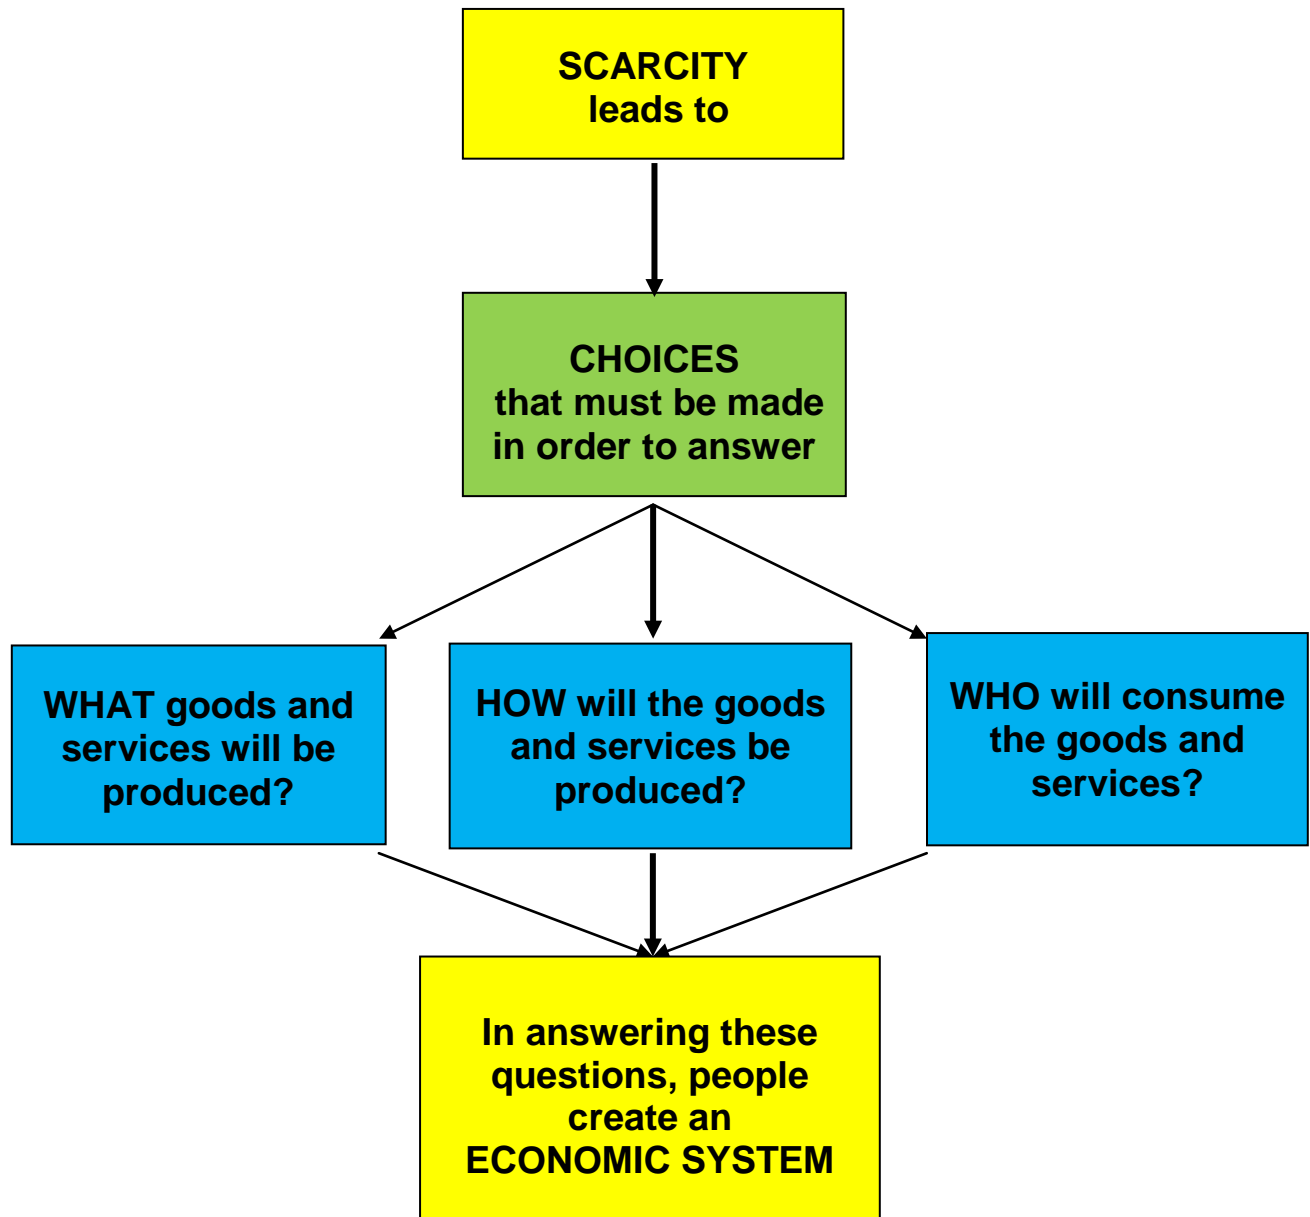 SCARCITY
leads to
CHOICES
that must be made
in order to answer
WHAT goods and
services will be
produced?
HOW will the goods
and services be
produced?
WHO will consume
the goods and
services?
In answering these
questions, people
create an
ECONOMIC SYSTEM